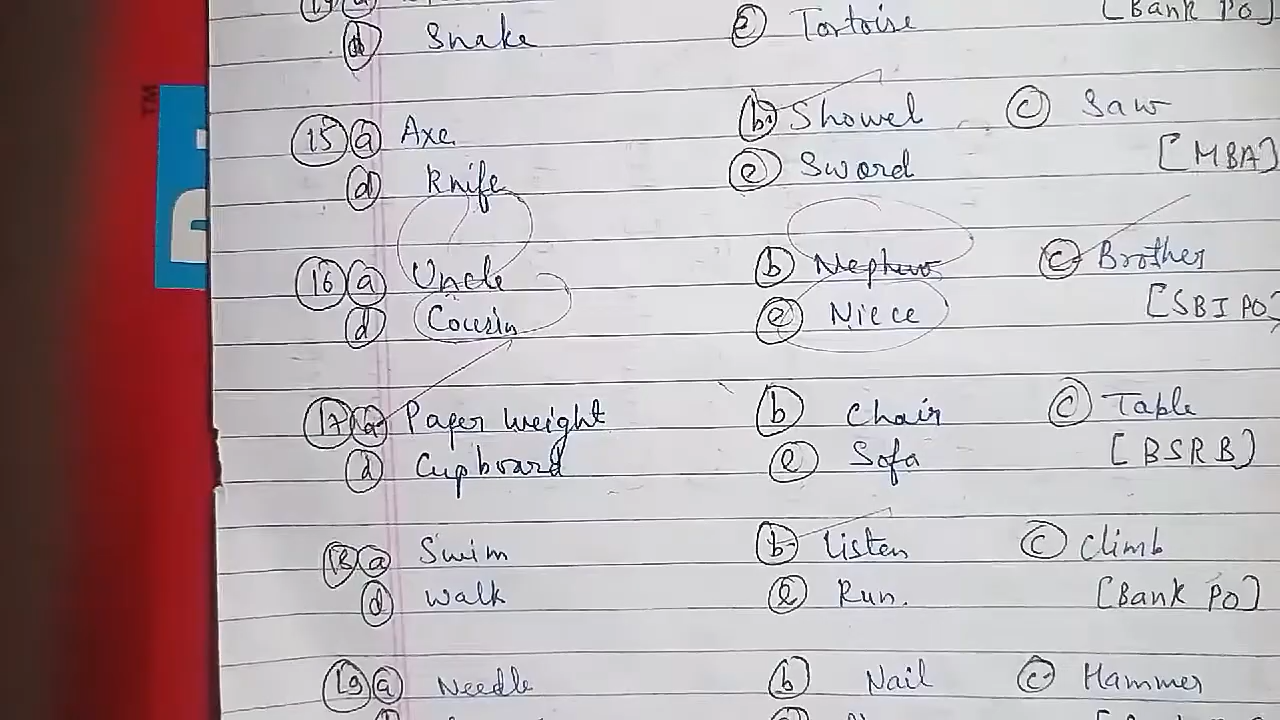 14 a
d Snake e Tortoise [Bank PO]
15 a Axe b Showel c Saw
d Knife e Sword [MBA]
16 a Uncle b Nephew c Brother
d Cousin e Niece [SBI PO]
17 a Paper weight b Chair c Table
d Cupboard e Sofa [BSRB]
18 a Swim b Listen c Climb
d Walk e Run. [Bank PO]
19 a Needle b Nail c Hammer
TM